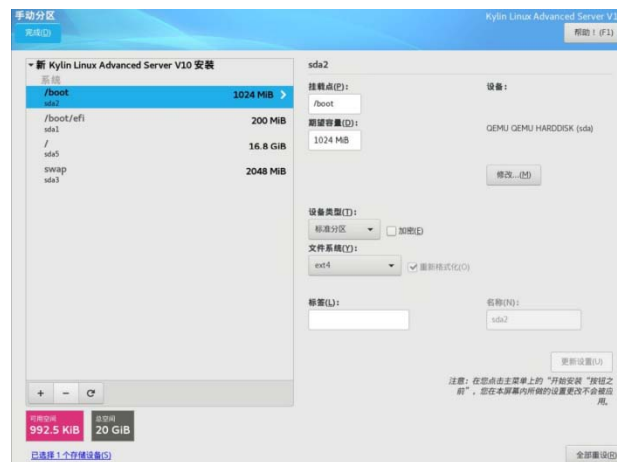 手动分区
Kylin Linux Advanced Server V1
完成(D)
帮助！(F1)
新 Kylin Linux Advanced Server V10 安装
系统
/boot
1024 MiB
sda2
/boot/efi
200 MiB
sda1
/
16.8 GiB
sda5
swap
2048 MiB
sda3
sda2
挂载点(P)：
/boot
设备：
期望容量(D)：
1024 MiB
QEMU QEMU HARDDISK (sda)
修改...(M)
设备类型(T)：
标准分区
加密(E)
文件系统(Y)：
ext4
重新格式化(O)
标签(L)：
名称(N)：
sda2
更新设置(U)
注意：在您点击主菜单上的“开始安装“按钮之
前”，您在本屏幕内所做的设置更改不会被应
用。
+ - 
可用空间
992.5 KiB
总空间
20 GiB
已选择 1 个存储设备(S)
全部重设(R)